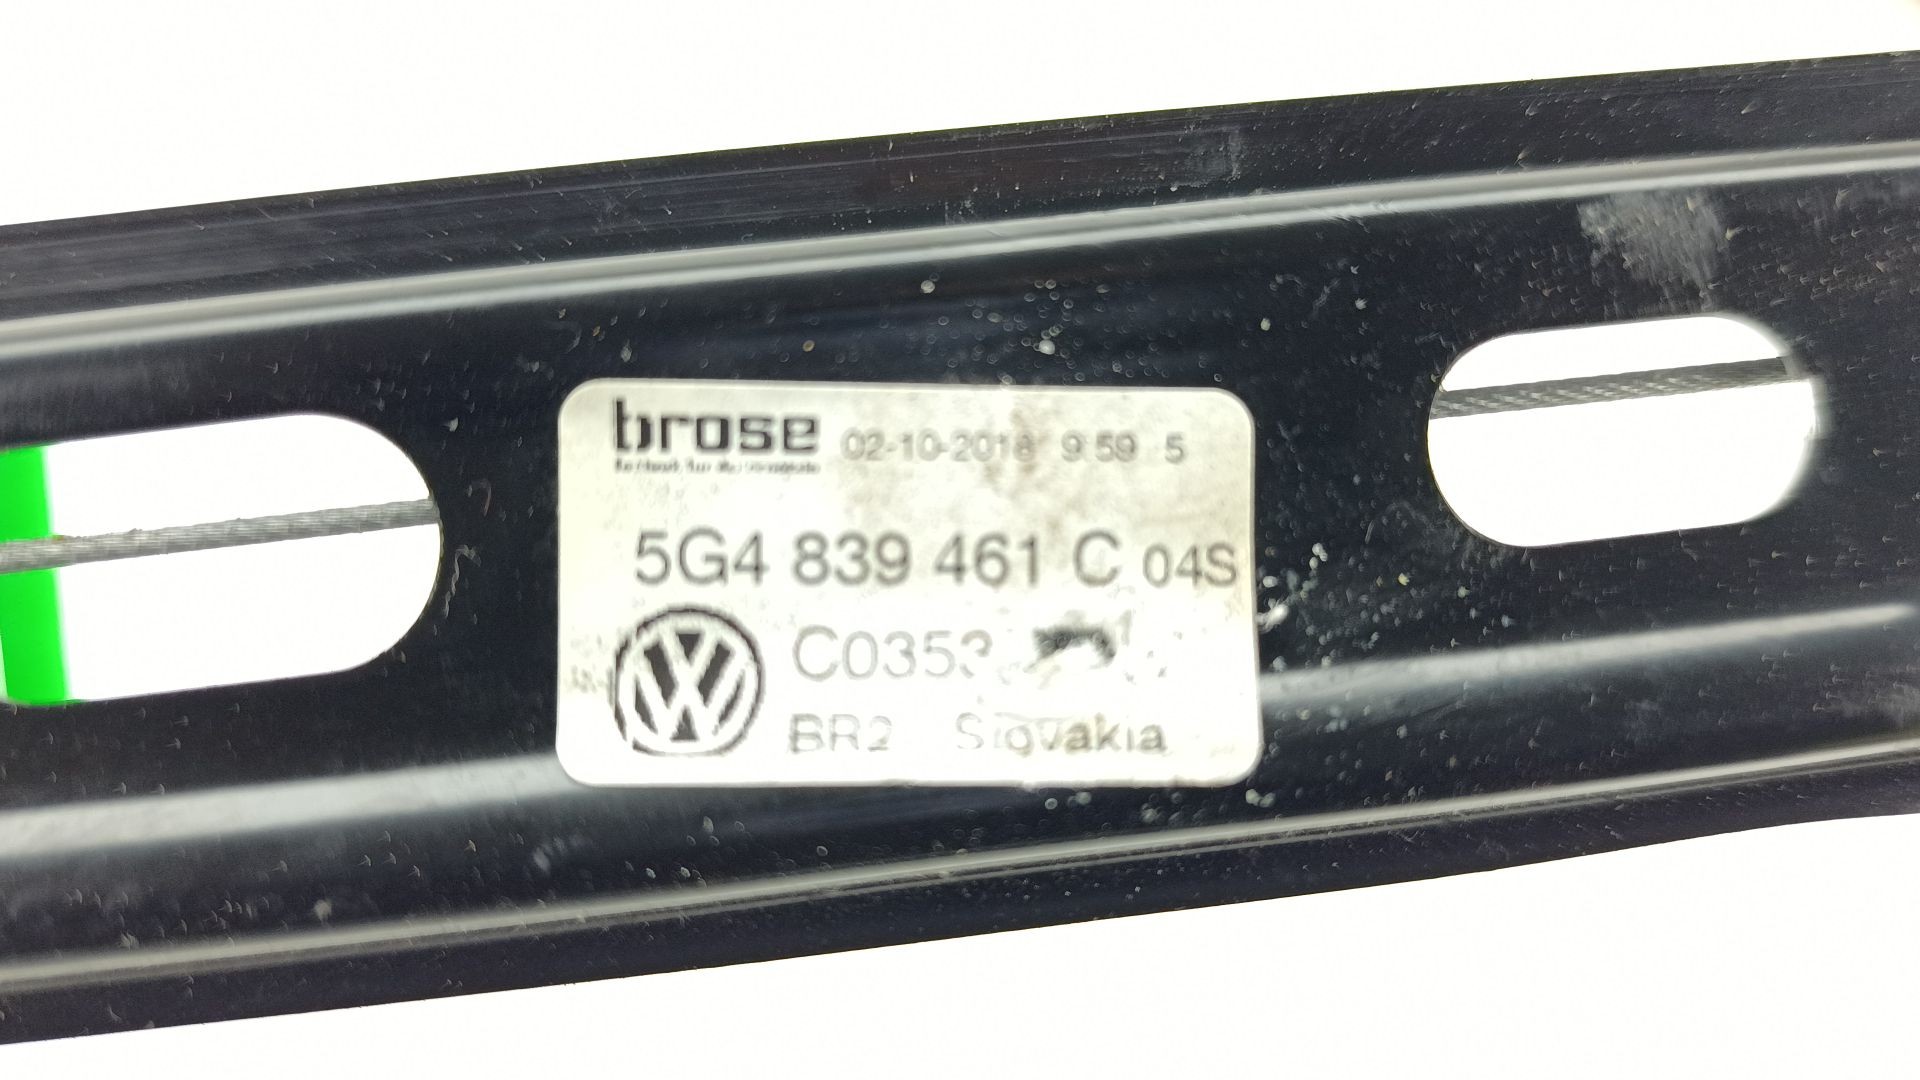 brose 02-10-2018 9:59 5
5G4 839 461 C 04S
C0353
BR2 Slovakia